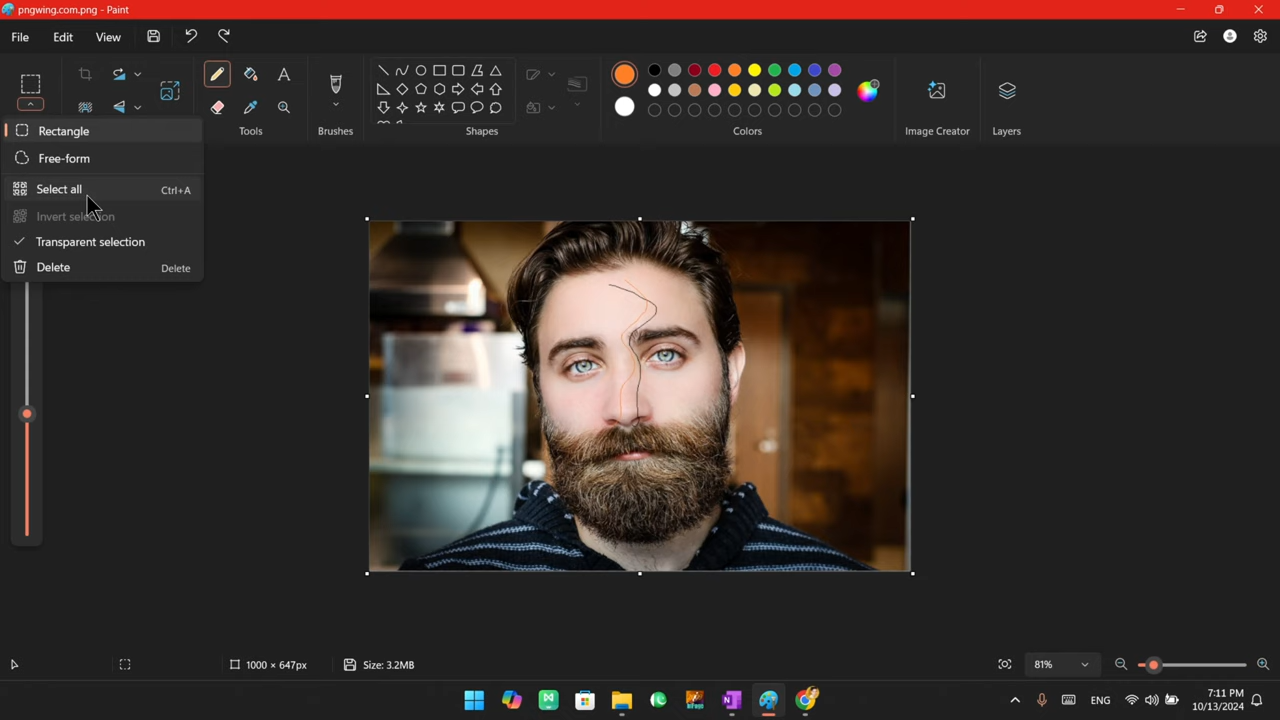 pngwing.com.png - Paint
File Edit View
Tools
Brushes
Shapes
Colors
Image Creator
Layers
Rectangle
Free-form
Select all Ctrl+A
Invert selection
Transparent selection
Delete Delete
1000 × 647px
Size: 3.2MB
81%
ENG
7:11 PM
10/13/2024